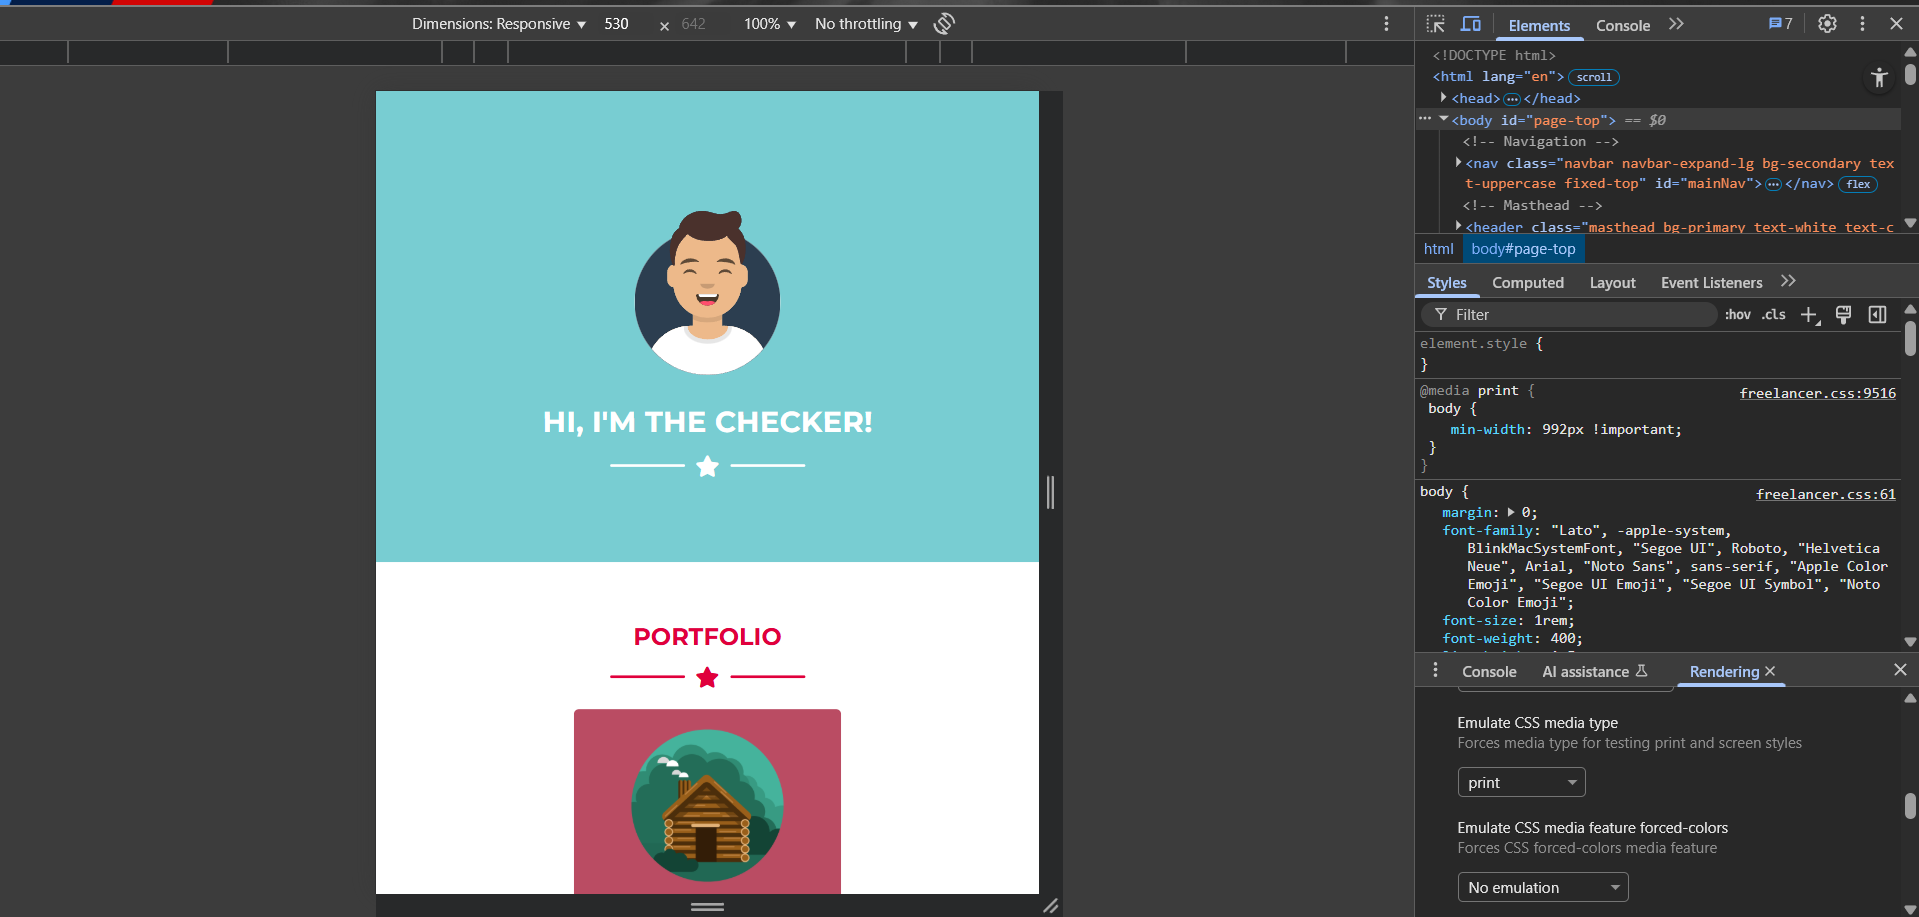 Dimensions: Responsive ▼ 530 × 642 100% ▼ No throttling ▼
Elements Console 7
<!DOCTYPE html>
<html lang="en"> scroll
<head> ⋯ </head>
<body id="page-top"> == $0
<!-- Navigation -->
<nav class="navbar navbar-expand-lg bg-secondary tex
t-uppercase fixed-top" id="mainNav"> ⋯ </nav> flex
<!-- Masthead -->
<header class="masthead bg-primary text-white text-c
html body#page-top
Styles Computed Layout Event Listeners
Filter :hov .cls
element.style {
}
@media print {
freelancer.css:9516
body {
min-width: 992px !important;
}
}
body {
freelancer.css:61
margin: 0;
font-family: "Lato", -apple-system,
BlinkMacSystemFont, "Segoe UI", Roboto, "Helvetica
Neue", Arial, "Noto Sans", sans-serif, "Apple Color
Emoji", "Segoe UI Emoji", "Segoe UI Symbol", "Noto
Color Emoji";
font-size: 1rem;
font-weight: 400;
Console AI assistance Rendering
Emulate CSS media type
Forces media type for testing print and screen styles
print
Emulate CSS media feature forced-colors
Forces CSS forced-colors media feature
No emulation
HI, I'M THE CHECKER!
PORTFOLIO